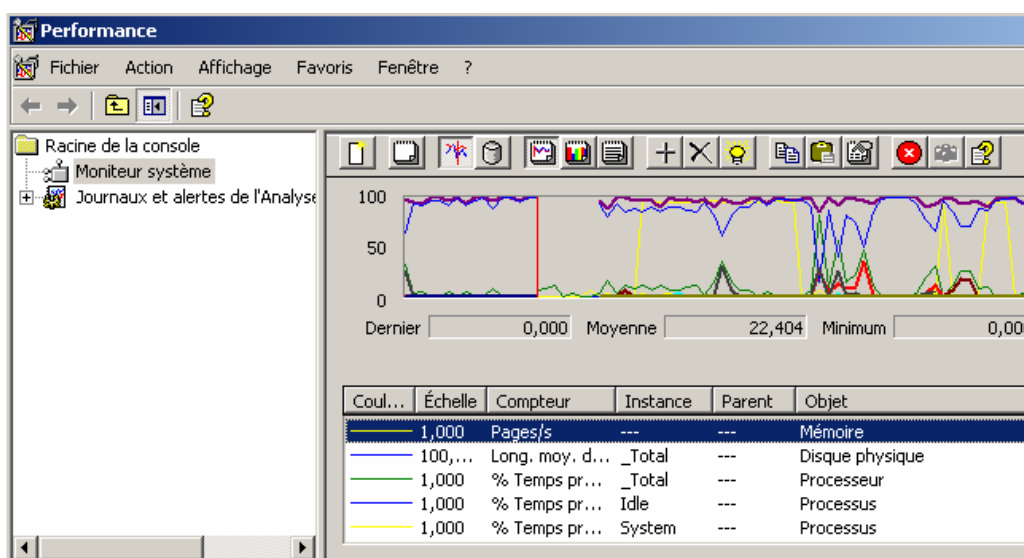 Performance
Fichier Action Affichage Favoris Fenêtre ?
Racine de la console
Moniteur système
Journaux et alertes de l'Analyse
100
50
0
Dernier 0,000 Moyenne 22,404 Minimum 0,00
Coul... Échelle Compteur Instance Parent Objet
1,000 Pages/s --- --- Mémoire
100,... Long. moy. d... _Total --- Disque physique
1,000 % Temps pr... _Total --- Processeur
1,000 % Temps pr... Idle --- Processus
1,000 % Temps pr... System --- Processus